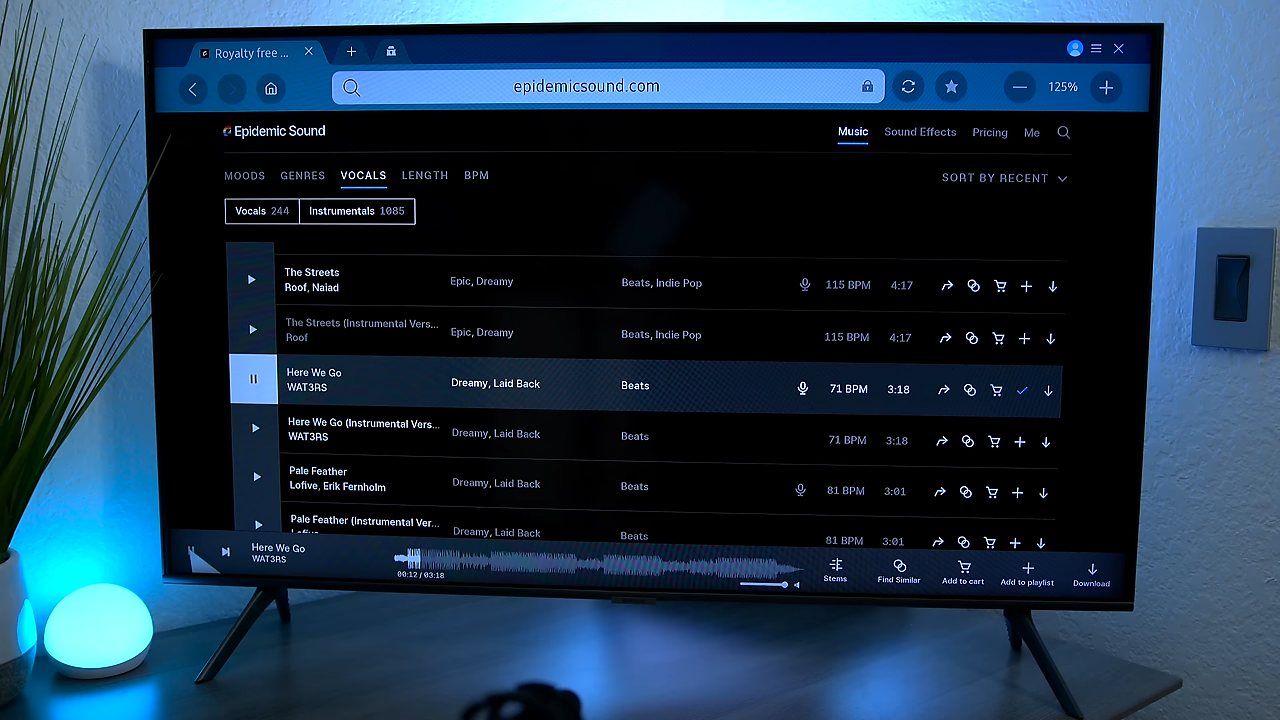 Royalty free ...
epidemicsound.com
125%
Epidemic Sound
Music Sound Effects Pricing Me
MOODS GENRES VOCALS LENGTH BPM
SORT BY RECENT
Vocals 244 Instrumentals 1085
The Streets
Roof, Naiad
Epic, Dreamy
Beats, Indie Pop
115 BPM
4:17
The Streets (Instrumental Vers...
Roof
Epic, Dreamy
Beats, Indie Pop
115 BPM
4:17
Here We Go
WAT3RS
Dreamy, Laid Back
Beats
71 BPM
3:18
Here We Go (Instrumental Vers...
WAT3RS
Dreamy, Laid Back
Beats
71 BPM
3:18
Pale Feather
Lofive, Erik Fernholm
Dreamy, Laid Back
Beats
81 BPM
3:01
Pale Feather (Instrumental Ver...
Dreamy, Laid Back
Beats
81 BPM
3:01
Here We Go
WAT3RS
00:12 / 03:18
Stems
Find Similar
Add to cart
Add to playlist
Download